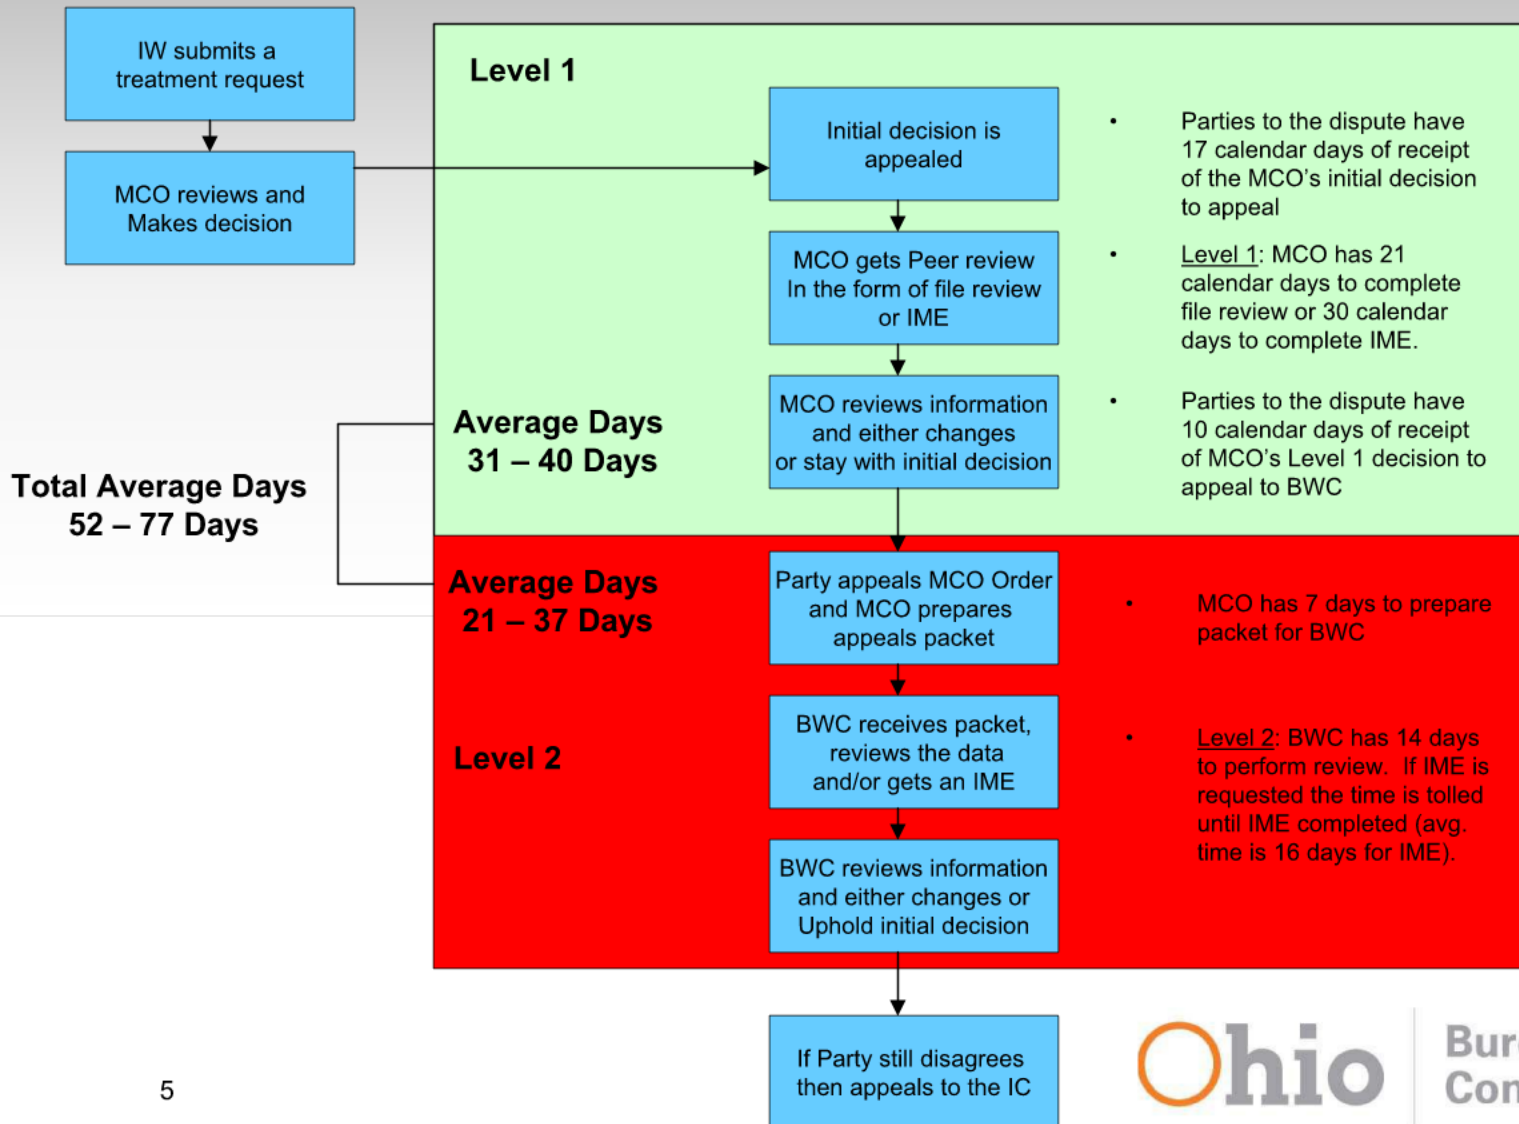 IW submits a
treatment request
MCO reviews and
Makes decision
Level 1
Initial decision is
appealed
• Parties to the dispute have
17 calendar days of receipt
of the MCO’s initial decision
to appeal
MCO gets Peer review
In the form of file review
or IME
• Level 1: MCO has 21
calendar days to complete
file review or 30 calendar
days to complete IME.
Average Days
31 – 40 Days
MCO reviews information
and either changes
or stay with initial decision
• Parties to the dispute have
10 calendar days of receipt
of MCO’s Level 1 decision to
appeal to BWC
Total Average Days
52 – 77 Days
Average Days
21 – 37 Days
Party appeals MCO Order
and MCO prepares
appeals packet
• MCO has 7 days to prepare
packet for BWC
Level 2
BWC receives packet,
reviews the data
and/or gets an IME
• Level 2: BWC has 14 days
to perform review. If IME is
requested the time is tolled
until IME completed (avg.
time is 16 days for IME).
BWC reviews information
and either changes or
Uphold initial decision
If Party still disagrees
then appeals to the IC
5
Ohio